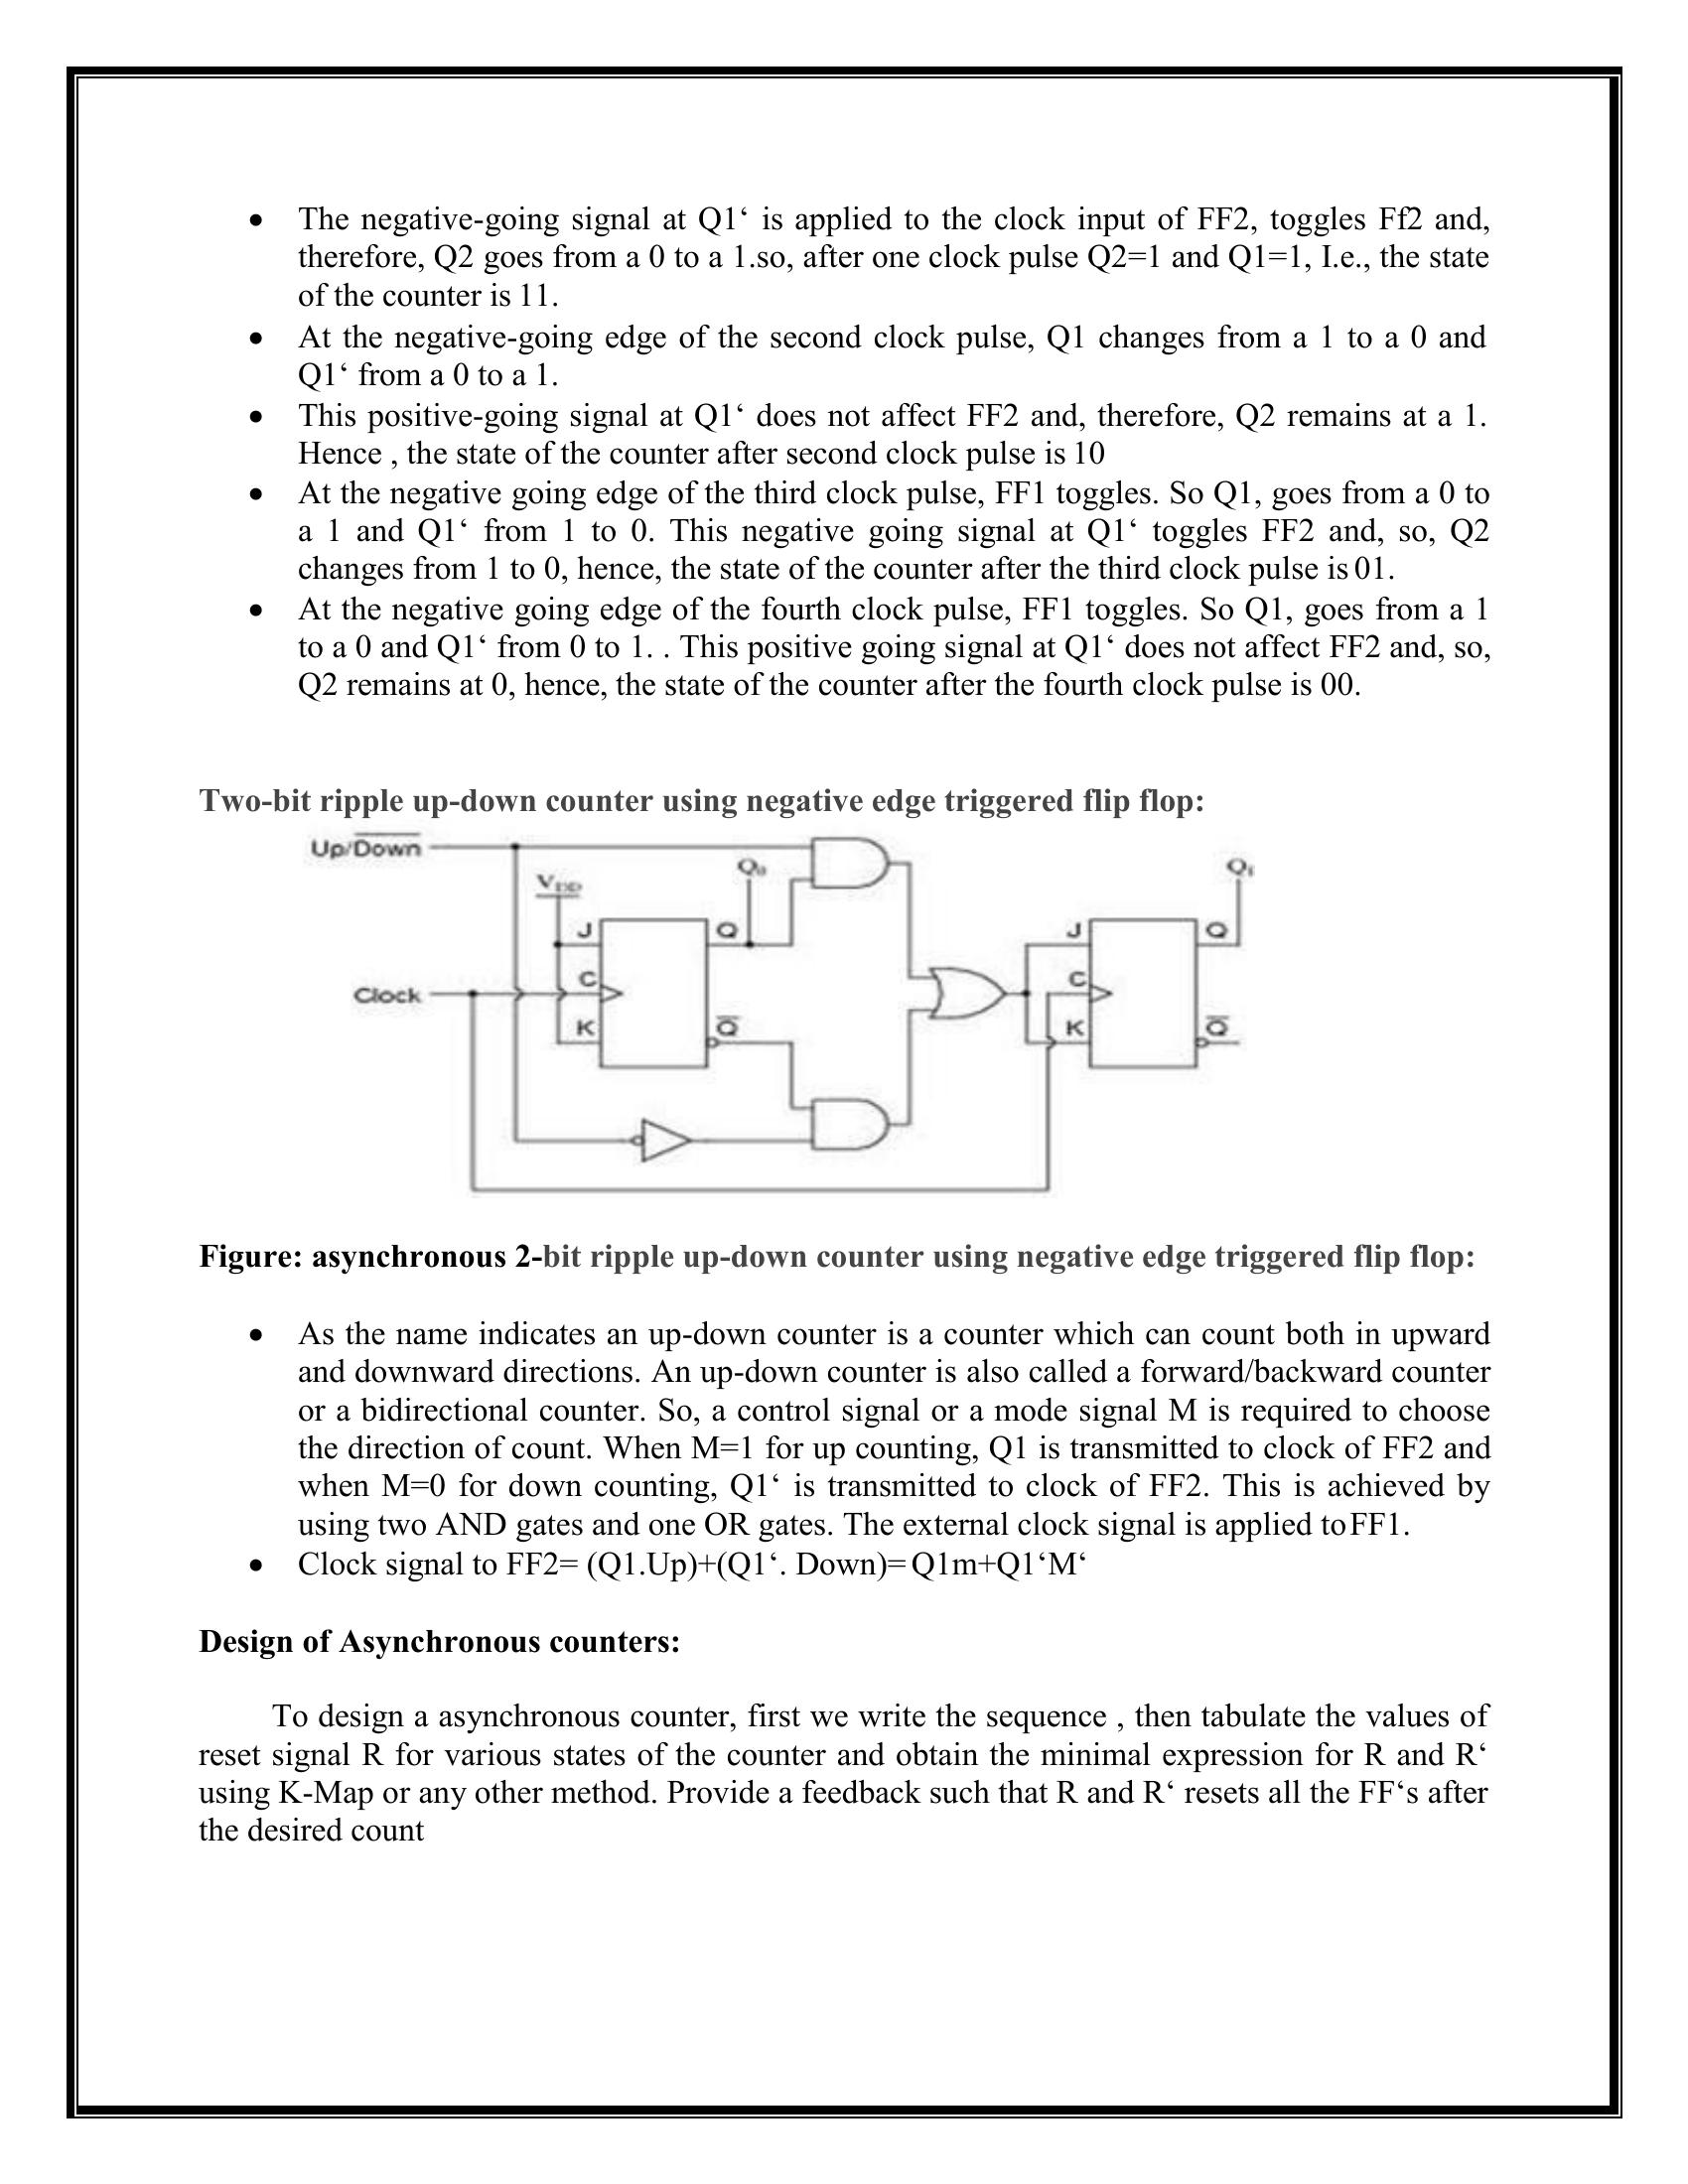 • The negative-going signal at Q1‘ is applied to the clock input of FF2, toggles Ff2 and,
therefore, Q2 goes from a 0 to a 1.so, after one clock pulse Q2=1 and Q1=1, I.e., the state
of the counter is 11.
• At the negative-going edge of the second clock pulse, Q1 changes from a 1 to a 0 and
Q1‘ from a 0 to a 1.
• This positive-going signal at Q1‘ does not affect FF2 and, therefore, Q2 remains at a 1.
Hence , the state of the counter after second clock pulse is 10
• At the negative going edge of the third clock pulse, FF1 toggles. So Q1, goes from a 0 to
a 1 and Q1‘ from 1 to 0. This negative going signal at Q1‘ toggles FF2 and, so, Q2
changes from 1 to 0, hence, the state of the counter after the third clock pulse is 01.
• At the negative going edge of the fourth clock pulse, FF1 toggles. So Q1, goes from a 1
to a 0 and Q1‘ from 0 to 1. . This positive going signal at Q1‘ does not affect FF2 and, so,
Q2 remains at 0, hence, the state of the counter after the fourth clock pulse is 00.
Two-bit ripple up-down counter using negative edge triggered flip flop:
Up/D̅o̅w̅n̅
Q₀
Q₁
V_DD
J
Q
J
Q
C
C
Clock
K
Q̅
K
Q̅
Figure: asynchronous 2-bit ripple up-down counter using negative edge triggered flip flop:
• As the name indicates an up-down counter is a counter which can count both in upward
and downward directions. An up-down counter is also called a forward/backward counter
or a bidirectional counter. So, a control signal or a mode signal M is required to choose
the direction of count. When M=1 for up counting, Q1 is transmitted to clock of FF2 and
when M=0 for down counting, Q1‘ is transmitted to clock of FF2. This is achieved by
using two AND gates and one OR gates. The external clock signal is applied to FF1.
• Clock signal to FF2= (Q1.Up)+(Q1‘. Down)= Q1m+Q1‘M‘
Design of Asynchronous counters:
To design a asynchronous counter, first we write the sequence , then tabulate the values of
reset signal R for various states of the counter and obtain the minimal expression for R and R‘
using K-Map or any other method. Provide a feedback such that R and R‘ resets all the FF‘s after
the desired count